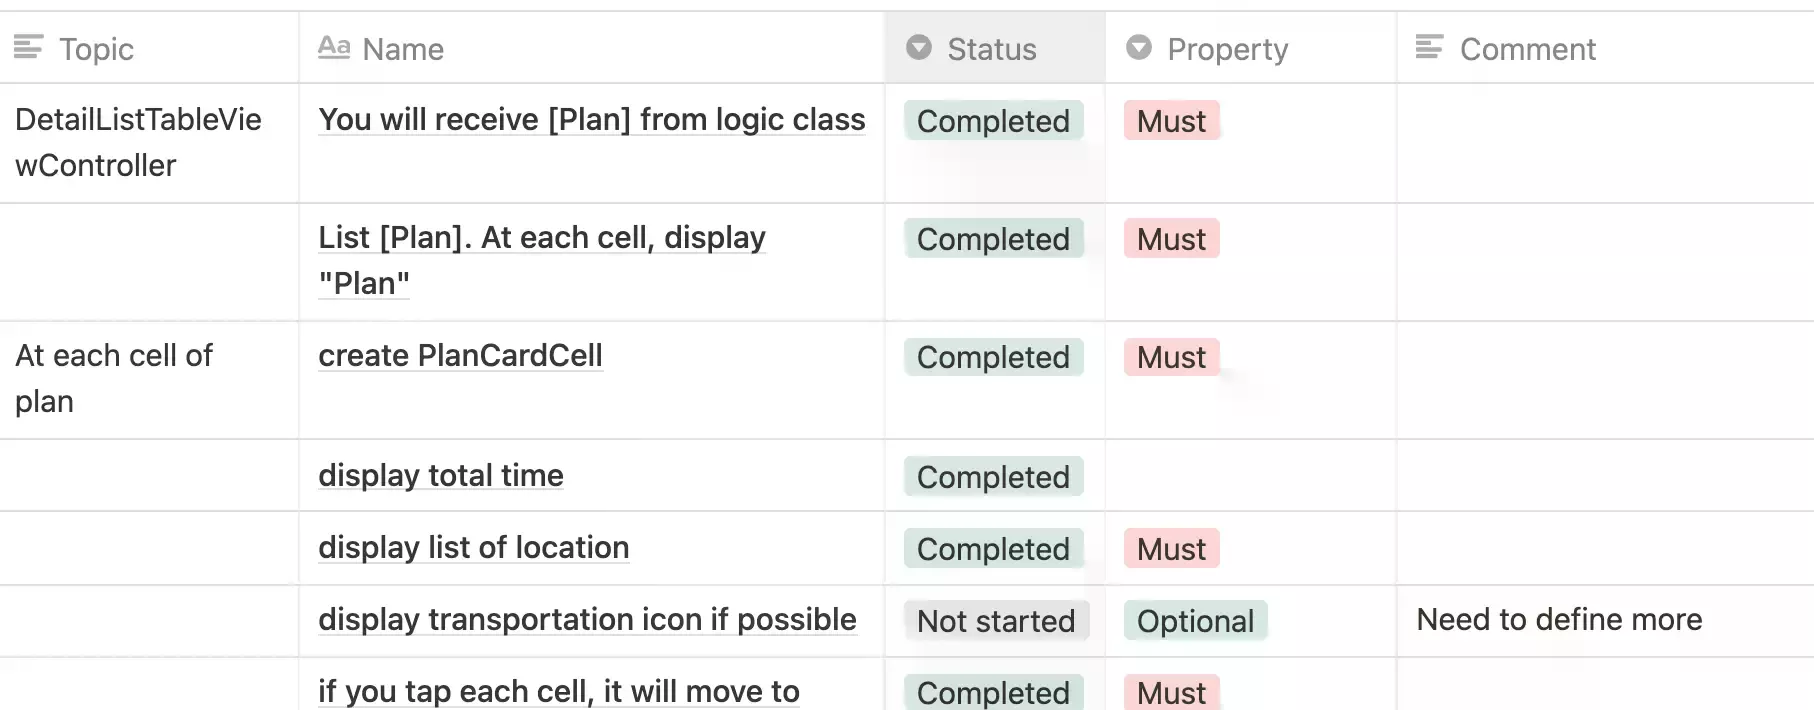 Topic
Aa Name
Status
Property
Comment
DetailListTableVie
wController
You will receive [Plan] from logic class
Completed
Must
List [Plan]. At each cell, display
"Plan"
Completed
Must
At each cell of
plan
create PlanCardCell
Completed
Must
display total time
Completed
display list of location
Completed
Must
display transportation icon if possible
Not started
Optional
Need to define more
if you tap each cell, it will move to
Completed
Must